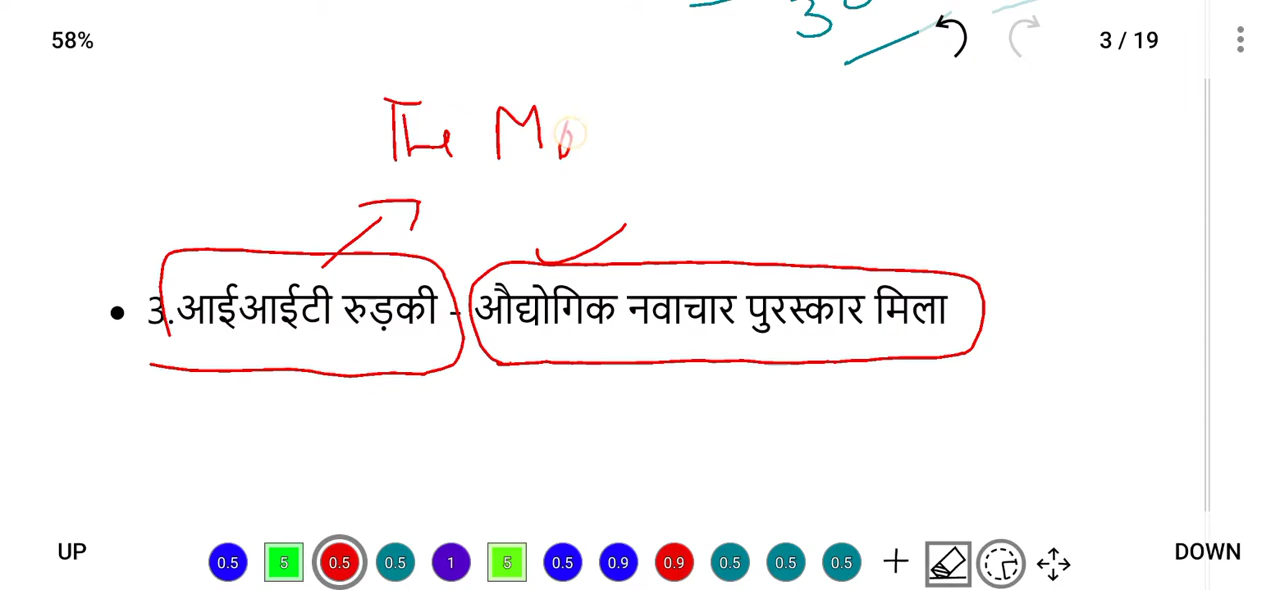 58%
3 / 19
The Mo
• 3.आईआईटी रुड़की - औद्योगिक नवाचार पुरस्कार मिला
UP
DOWN
0.5 5 0.5 0.5 1 5 0.5 0.9 0.9 0.5 0.5 0.5